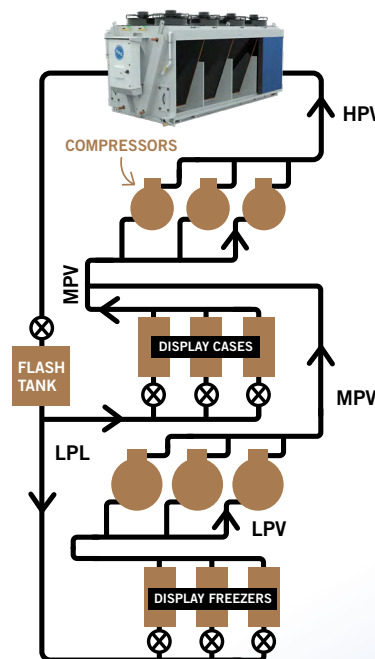 HPV
COMPRESSORS
MPV
DISPLAY CASES
FLASH
TANK
MPV
LPL
LPV
DISPLAY FREEZERS